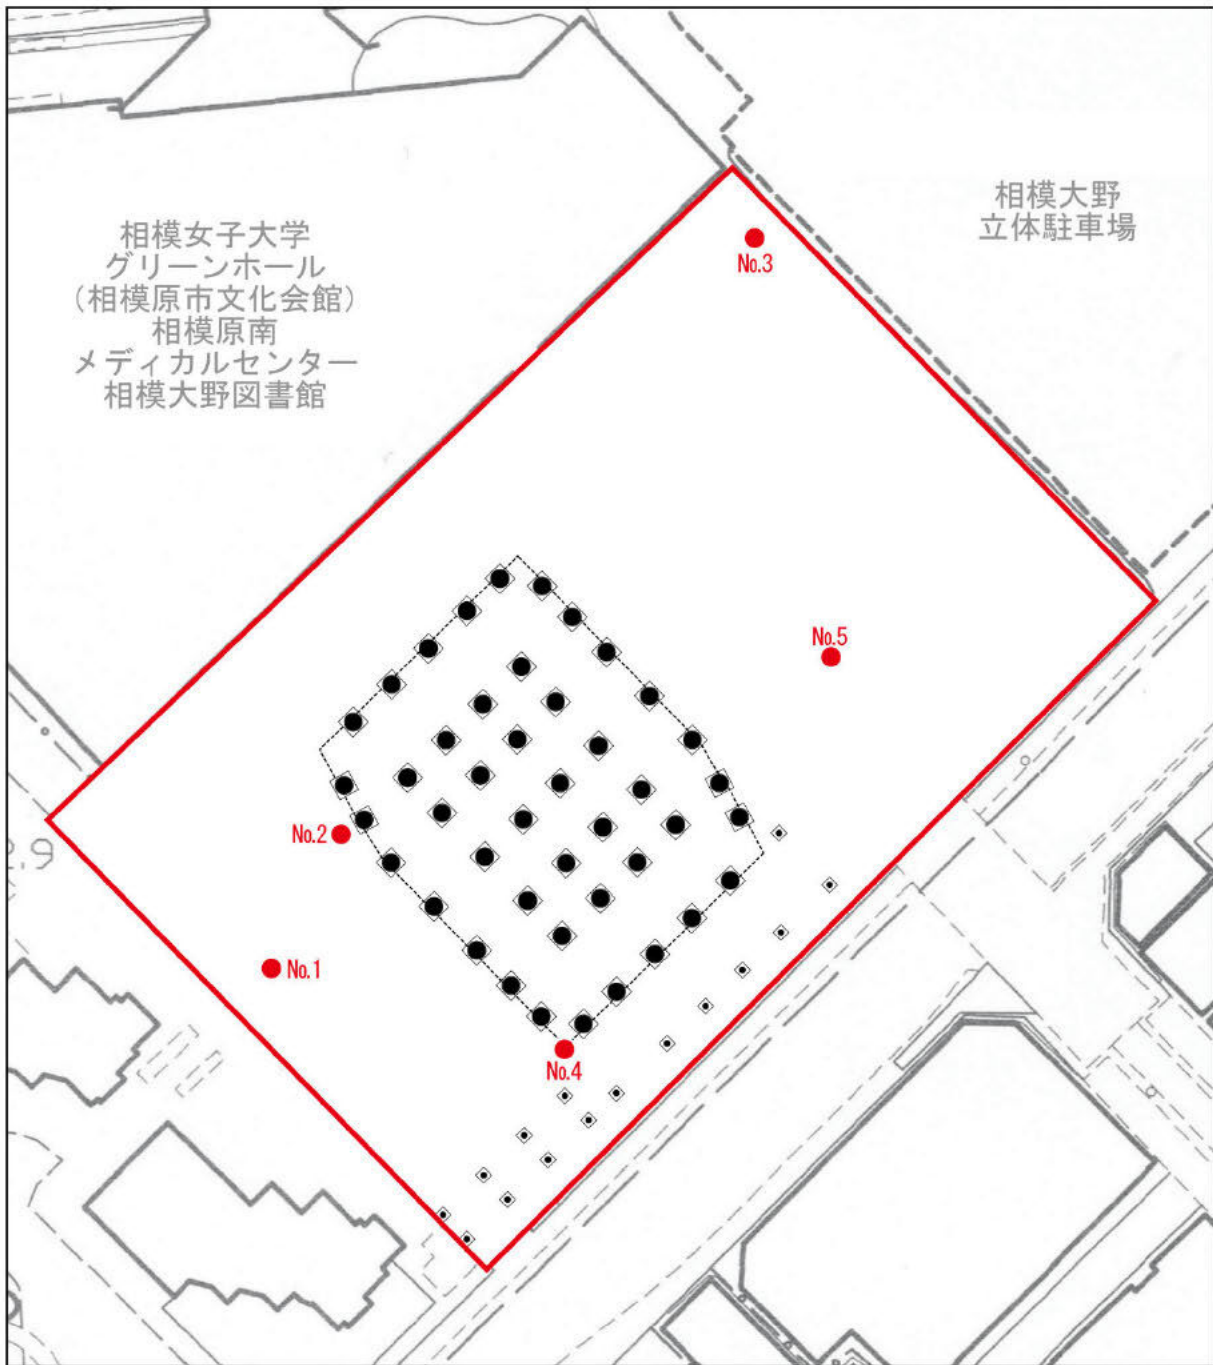 相模女子大学
グリーンホール
（相模原市文化会館）
相模原南
メディカルセンター
相模大野図書館
相模大野
立体駐車場
No.3
No.5
No.2
No.1
No.4